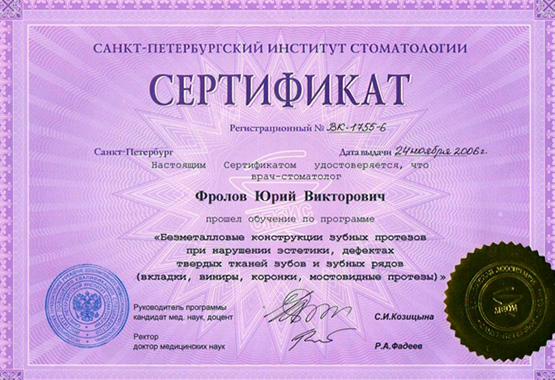 САНКТ-ПЕТЕРБУРГСКИЙ ИНСТИТУТ СТОМАТОЛОГИИ
СЕРТИФИКАТ
Регистрационный № ВК-1755-6
Санкт-Петербург Дата выдачи 24 ноября 2006г.
Настоящим Сертификатом удостоверяется, что
врач-стоматолог
Фролов Юрий Викторович
прошел обучение по программе
«Безметалловые конструкции зубных протезов
при нарушении эстетики, дефектах
твердых тканей зубов и зубных рядов
(вкладки, виниры, коронки, мостовидные протезы)»
Руководитель программы
кандидат мед. наук, доцент С.И.Козицына
Ректор
доктор медицинских наук Р.А.Фадеев